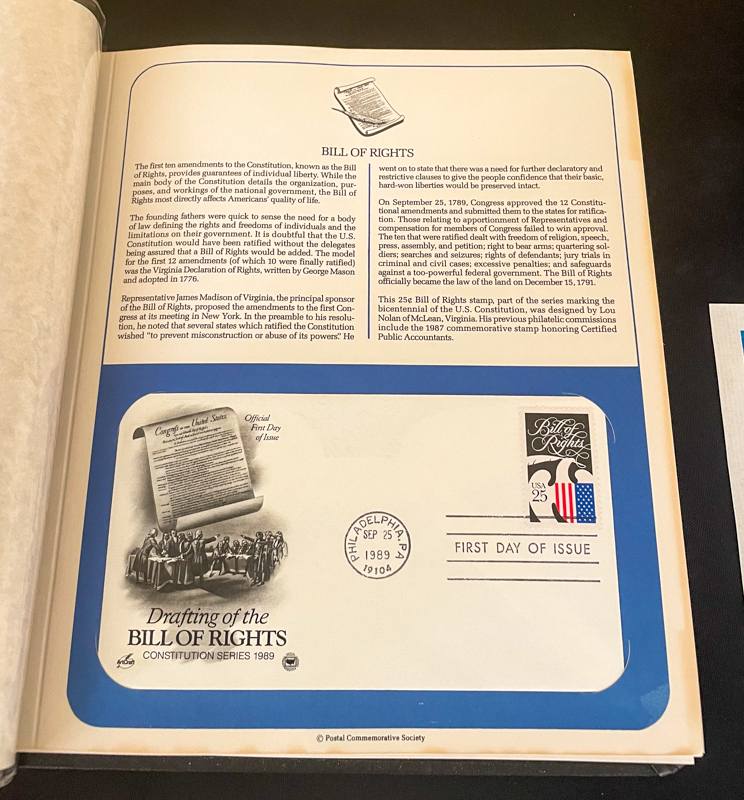 BILL OF RIGHTS
The first ten amendments to the Constitution, known as the Bill
of Rights, provides guarantees of individual liberty. While the
main body of the Constitution details the organization, pur-
poses, and workings of the national government, the Bill of
Rights most directly affects Americans' quality of life.
The founding fathers were quick to sense the need for a body
of law defining the rights and freedoms of individuals and the
limitations on their government. It is doubtful that the U.S.
Constitution would have been ratified without the delegates
being assured that a Bill of Rights would be added. The model
for the first 12 amendments (of which 10 were finally ratified)
was the Virginia Declaration of Rights, written by George Mason
and adopted in 1776.
Representative James Madison of Virginia, the principal sponsor
of the Bill of Rights, proposed the amendments to the first Con-
gress at its meeting in New York. In the preamble to his resolu-
tion, he noted that several states which ratified the Constitution
wished "to prevent misconstruction or abuse of its powers." He
went on to state that there was a need for further declaratory and
restrictive clauses to give the people confidence that their basic,
hard-won liberties would be preserved intact.
On September 25, 1789, Congress approved the 12 Constitu-
tional amendments and submitted them to the states for ratifica-
tion. Those relating to apportionment of Representatives and
compensation for members of Congress failed to win approval.
The ten that were ratified dealt with freedom of religion, speech,
press, assembly, and petition; right to bear arms; quartering sol-
diers; searches and seizures; rights of defendants; jury trials in
criminal and civil cases; excessive penalties; and safeguards
against a too-powerful federal government. The Bill of Rights
officially became the law of the land on December 15, 1791.
This 25¢ Bill of Rights stamp, part of the series marking the
bicentennial of the U.S. Constitution, was designed by Lou
Nolan of McLean, Virginia. His previous philatelic commissions
include the 1987 commemorative stamp honoring Certified
Public Accountants.
Congress OF THE United States
Official
First Day
of Issue
Bill of
Rights
USA
25
PHILADELPHIA, PA
SEP 25
1989
19104
FIRST DAY OF ISSUE
Drafting of the
BILL OF RIGHTS
CONSTITUTION SERIES 1989
ArtCraft
© Postal Commemorative Society